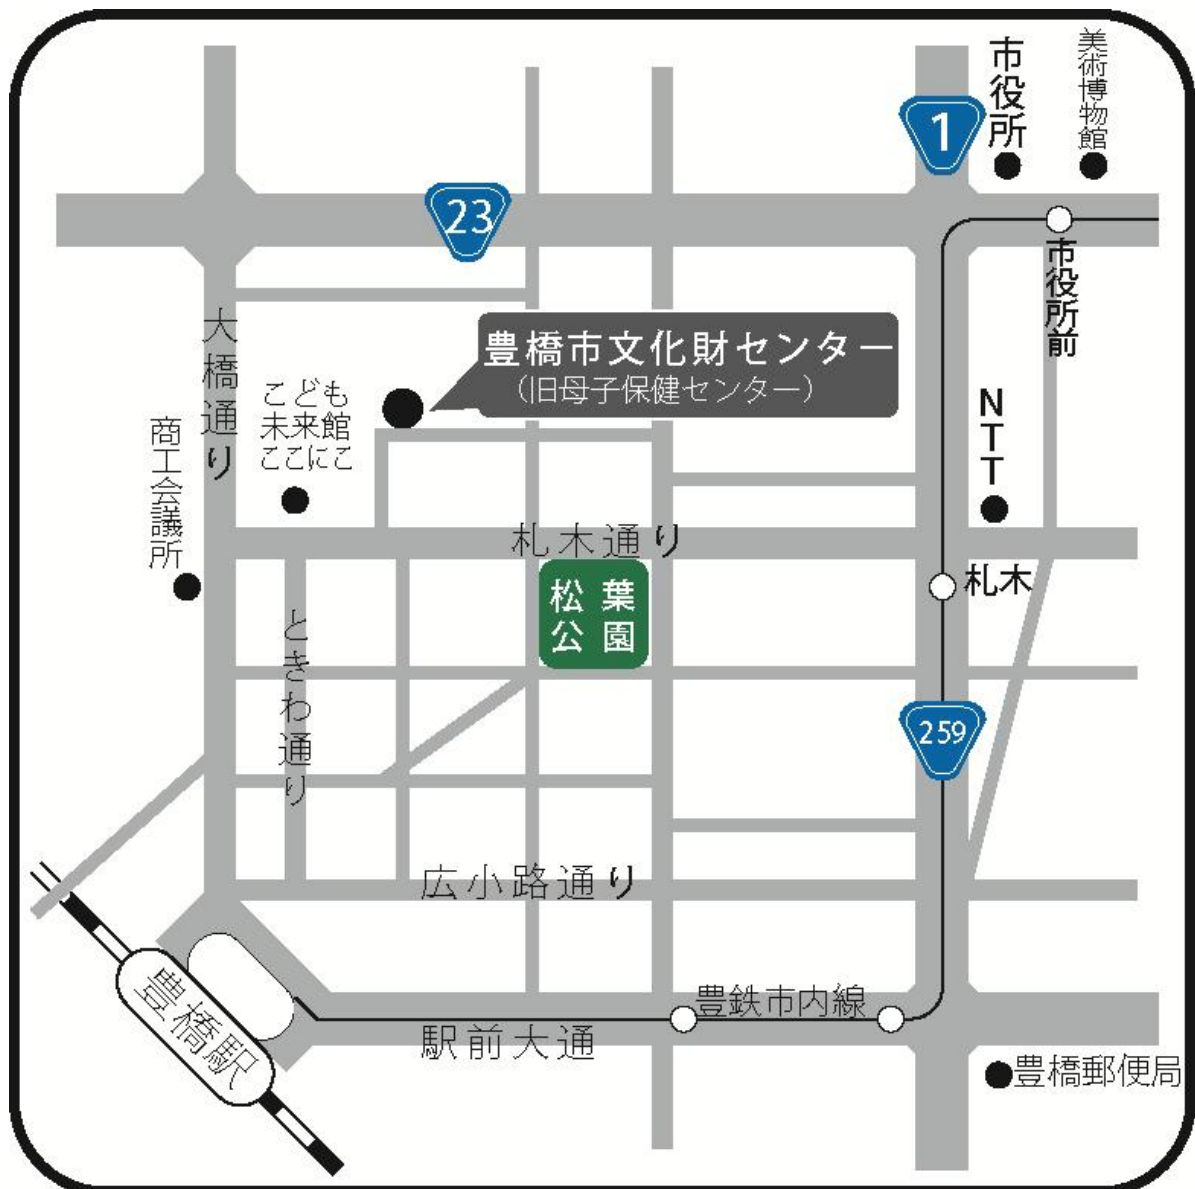 市役所
美術博物館
1
23
市役所前
大橋通り
豊橋市文化財センター
(旧母子保健センター)
こども
未来館
ここにこ
商工会議所
NTT
札木通り
松葉
公園
札木
ときわ通り
259
広小路通り
豊橋駅
豊鉄市内線
駅前大通
豊橋郵便局